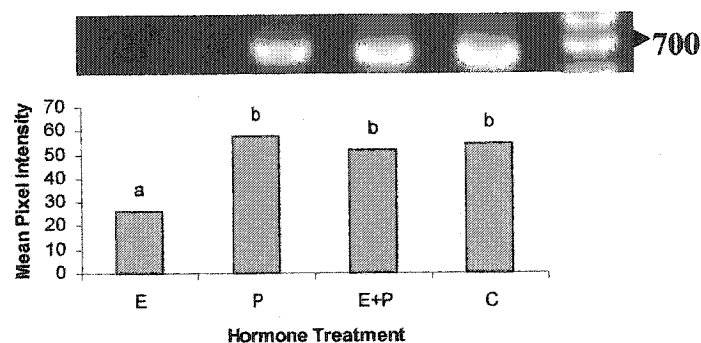 700
Mean Pixel Intensity
70
60
50
40
30
20
10
0
a
b
b
b
E
P
E+P
C
Hormone Treatment